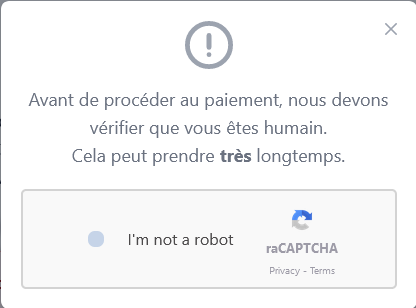 Avant de procéder au paiement, nous devons
vérifier que vous êtes humain.
Cela peut prendre très longtemps.
I'm not a robot
raCAPTCHA
Privacy - Terms